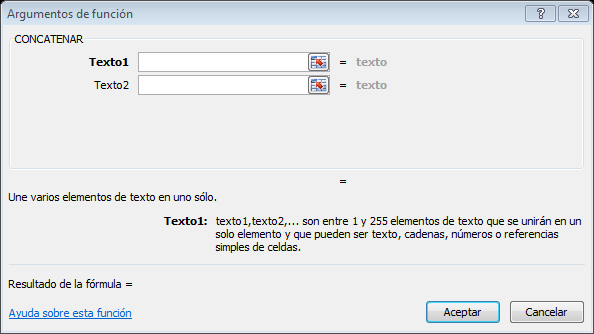 Argumentos de función
CONCATENAR
Texto1 = texto
Texto2 = texto
=
Une varios elementos de texto en uno sólo.
Texto1: texto1,texto2,... son entre 1 y 255 elementos de texto que se unirán en un
solo elemento y que pueden ser texto, cadenas, números o referencias
simples de celdas.
Resultado de la fórmula =
Ayuda sobre esta función
Aceptar Cancelar